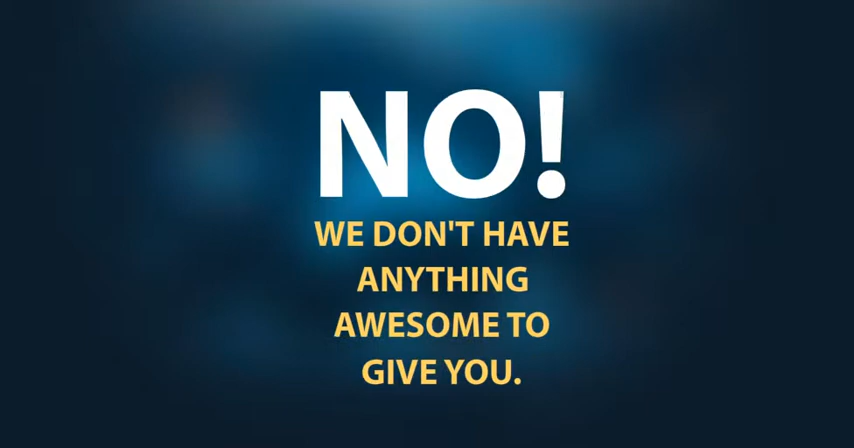 NO!
WE DON'T HAVE
ANYTHING
AWESOME TO
GIVE YOU.